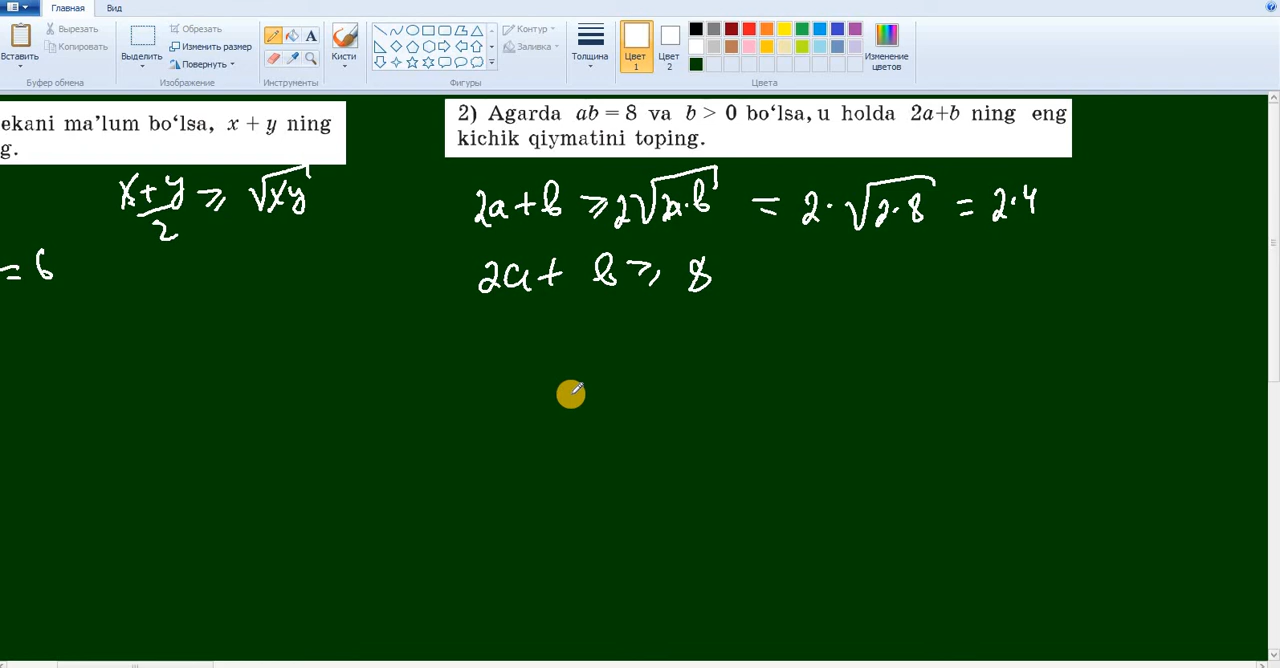 Главная Вид
Вставить
Вырезать
Копировать
Буфер обмена
Выделить
Обрезать
Изменить размер
Повернуть
Изображение
A
Инструменты
Кисти
Контур
Заливка
Фигуры
Толщина
Цвет 1
Цвет 2
Изменение цветов
Цвета
ekani ma’lum bo‘lsa, x + y ning
g.
x+y/2 ⩾ √xy
= 6
2) Agarda ab = 8 va b > 0 bo‘lsa, u holda 2a+b ning eng
kichik qiymatini toping.
2a+b ⩾ 2√2a·b = 2·√2·8 = 2·4
2a+ b ⩾ 8